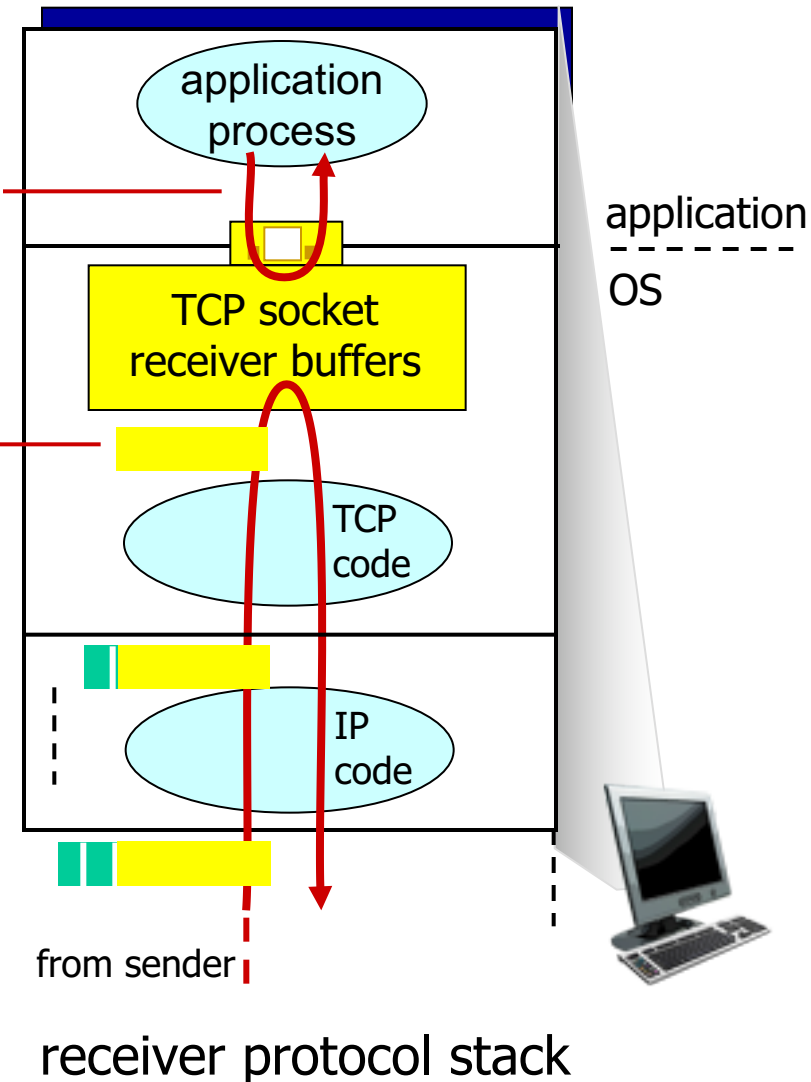 application
process
application
OS
TCP socket
receiver buffers
TCP
code
IP
code
from sender
receiver protocol stack